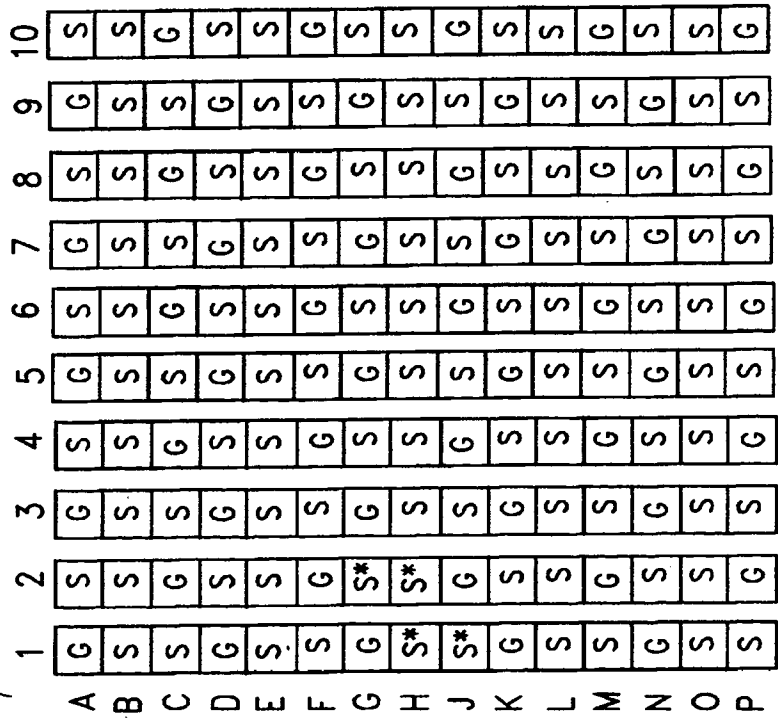 1 2 3 4 5 6 7 8 9 10
A G S G S G S G S G S
B S S S S S S S S S S
C S G S G S G S G S G
D G S G S G S G S G S
E S S S S S S S S S S
F S G S G S G S G S G
G G S* G S G S G S G S
H S* S* S S S S S S S S
J S* G S G S G S G S G
K G S G S G S G S G S
L S S S S S S S S S S
M S G S G S G S G S G
N G S G S G S G S G S
O S S S S S S S S S S
P S G S G S G S G S G